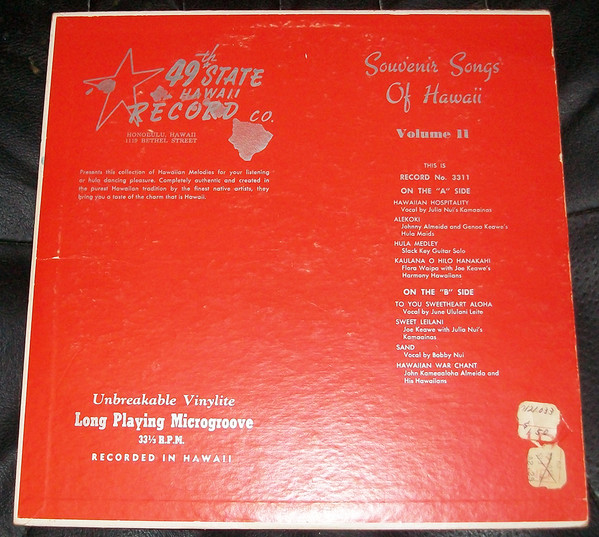 49th STATE
HAWAII
RECORD CO.
HONOLULU, HAWAII
1119 BETHEL STREET
Presents this collection of Hawaiian Melodies for your listening
or hula dancing pleasure. Completely authentic and created in
the purest Hawaiian tradition by the finest native artists, they
bring you a taste of the charm that is Hawaii.
Unbreakable Vinylite
Long Playing Microgroove
33⅓ R.P.M.
RECORDED IN HAWAII
Souvenir Songs
Of Hawaii
Volume II
THIS IS
RECORD No. 3311
ON THE "A" SIDE
HAWAIIAN HOSPITALITY
Vocal by Julia Nui's Kamaainas
ALEKOKI
Johnny Almeida and Genoa Keawe's
Hula Maids
HULA MEDLEY
Slack Key Guitar Solo
KAULANA O HILO HANAKAHI
Flora Waipa with Joe Keawe's
Harmony Hawaiians
ON THE "B" SIDE
TO YOU SWEETHEART ALOHA
Vocal by June Ululani Leite
SWEET LEILANI
Joe Keawe with Julia Nui's
Kamaainas
SAND
Vocal by Bobby Nui
HAWAIIAN WAR CHANT
John Kameaaloha Almeida and
His Hawaiians